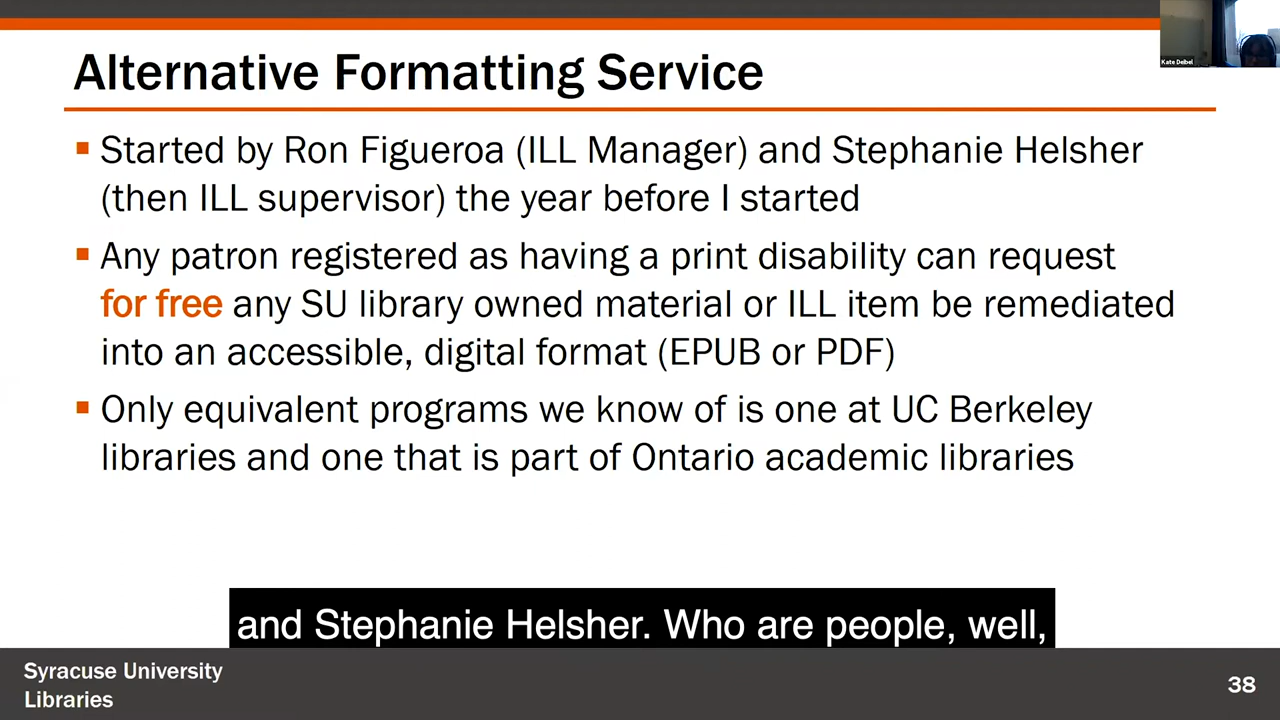 Kate Deibel
Alternative Formatting Service
▪ Started by Ron Figueroa (ILL Manager) and Stephanie Helsher
(then ILL supervisor) the year before I started
▪ Any patron registered as having a print disability can request
for free any SU library owned material or ILL item be remediated
into an accessible, digital format (EPUB or PDF)
▪ Only equivalent programs we know of is one at UC Berkeley
libraries and one that is part of Ontario academic libraries
and Stephanie Helsher. Who are people, well,
Syracuse University
Libraries
38